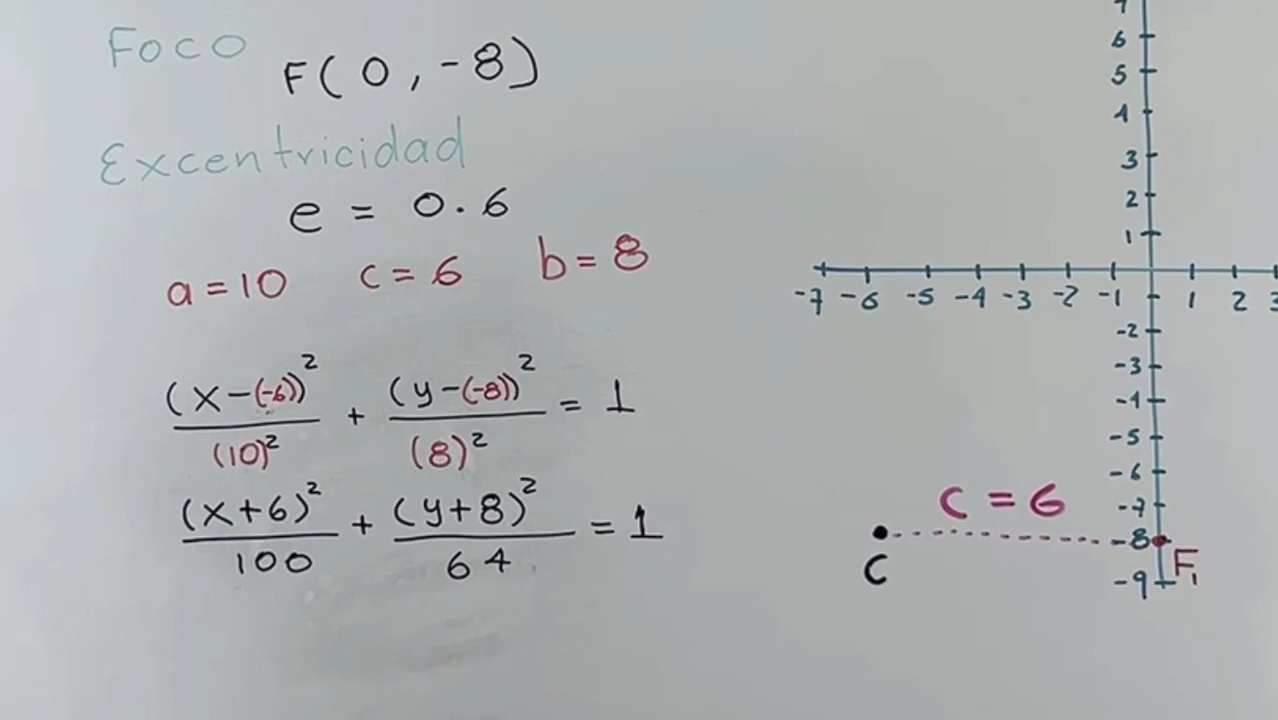 Foco
F(0, -8)
Excentricidad
e = 0.6
a = 10 c = 6 b = 8
(x-(-6))² / (10)² + (y-(-8))² / (8)² = 1
(x+6)² / 100 + (y+8)² / 64 = 1
7
6
5
4
3
2
1
-7 -6 -5 -4 -3 -2 -1 1 2 3
-2
-3
-4
-5
-6
-7
-8
-9
C = 6
C
F₁